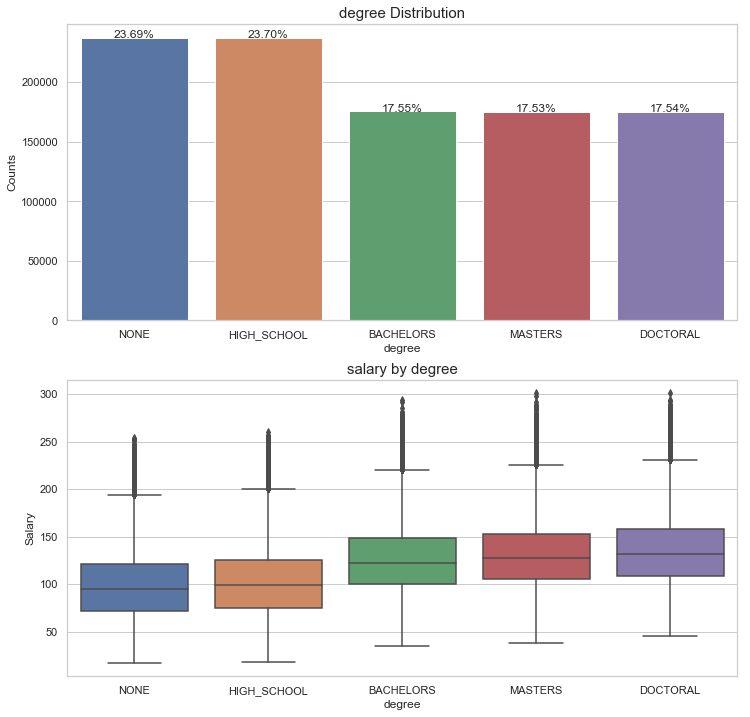 degree Distribution
23.69% 23.70% 17.55% 17.53% 17.54%
200000
150000
100000
50000
0
Counts
NONE HIGH_SCHOOL BACHELORS MASTERS DOCTORAL
degree
salary by degree
300
250
200
150
100
50
Salary
NONE HIGH_SCHOOL BACHELORS MASTERS DOCTORAL
degree